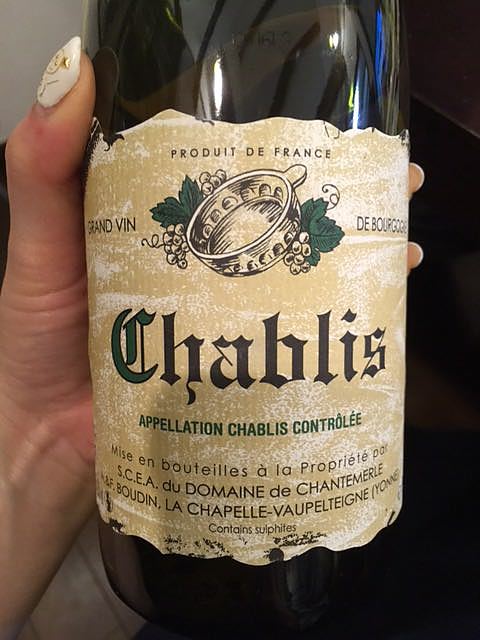 PRODUIT DE FRANCE
GRAND VIN
DE BOURGOGNE
Chablis
APPELLATION CHABLIS CONTRÔLÉE
Mise en bouteilles à la Propriété par
S.C.E.A. du DOMAINE de CHANTEMERLE
&F. BOUDIN, LA CHAPELLE-VAUPELTEIGNE (YONNE)
Contains sulphites